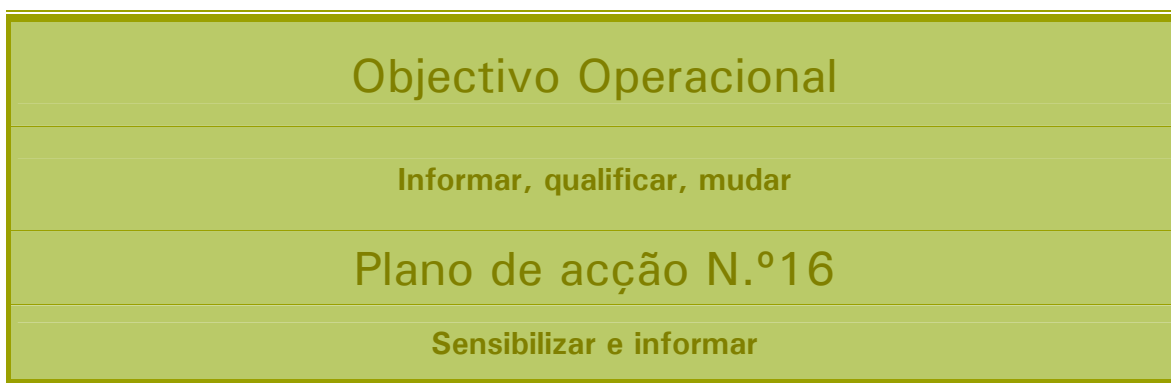 Objectivo Operacional
Informar, qualificar, mudar
Plano de acção N.º16
Sensibilizar e informar